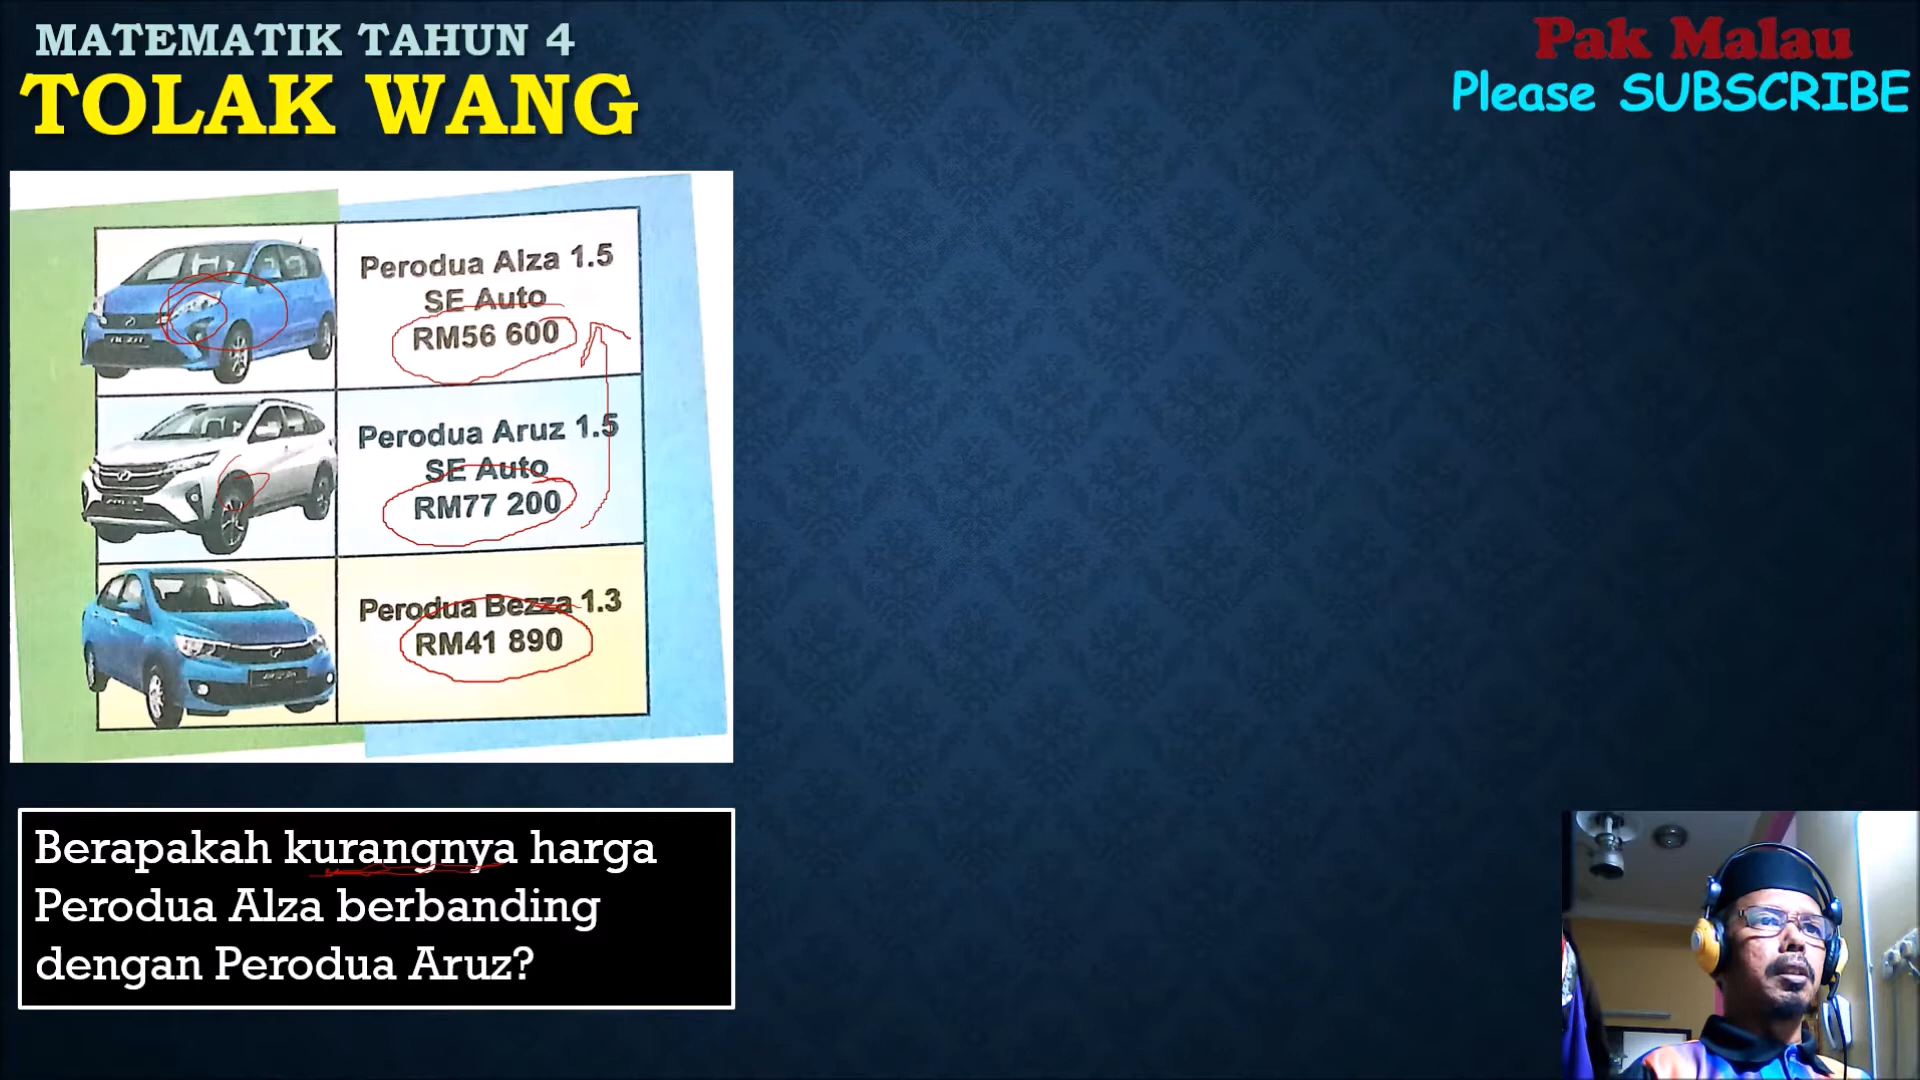 MATEMATIK TAHUN 4
TOLAK WANG
Pak Malau
Please SUBSCRIBE
Perodua Alza 1.5
SE Auto
RM56 600
Perodua Aruz 1.5
SE Auto
RM77 200
Perodua Bezza 1.3
RM41 890
Berapakah kurangnya harga
Perodua Alza berbanding
dengan Perodua Aruz?